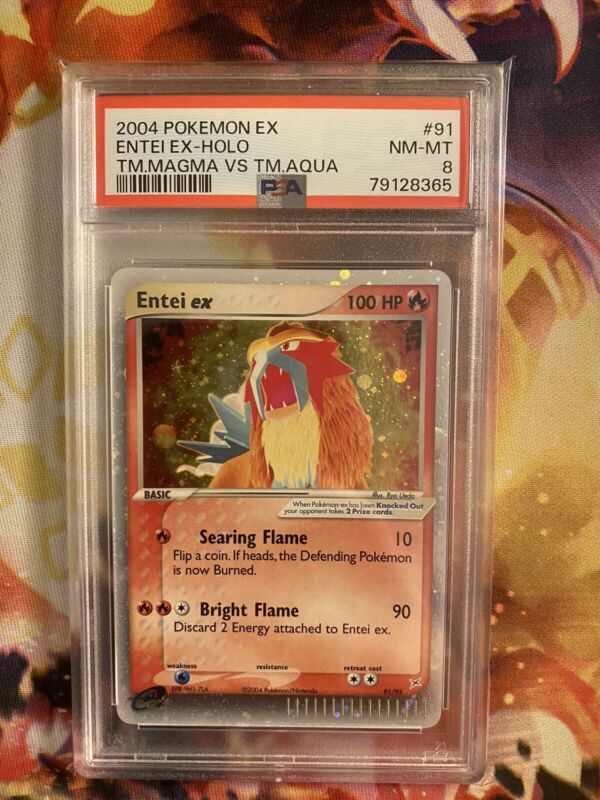 2004 POKEMON EX #91
ENTEI EX-HOLO NM-MT
TM.MAGMA VS TM.AQUA 8
PSA 79128365
Entei ex 100 HP
BASIC
Illus. Ryo Ueda
When Pokémon-ex has been Knocked Out,
your opponent takes 2 Prize cards.
Searing Flame 10
Flip a coin. If heads, the Defending Pokémon
is now Burned.
Bright Flame 90
Discard 2 Energy attached to Entei ex.
weakness resistance retreat cost
©2004 Pokémon/Nintendo 91/95